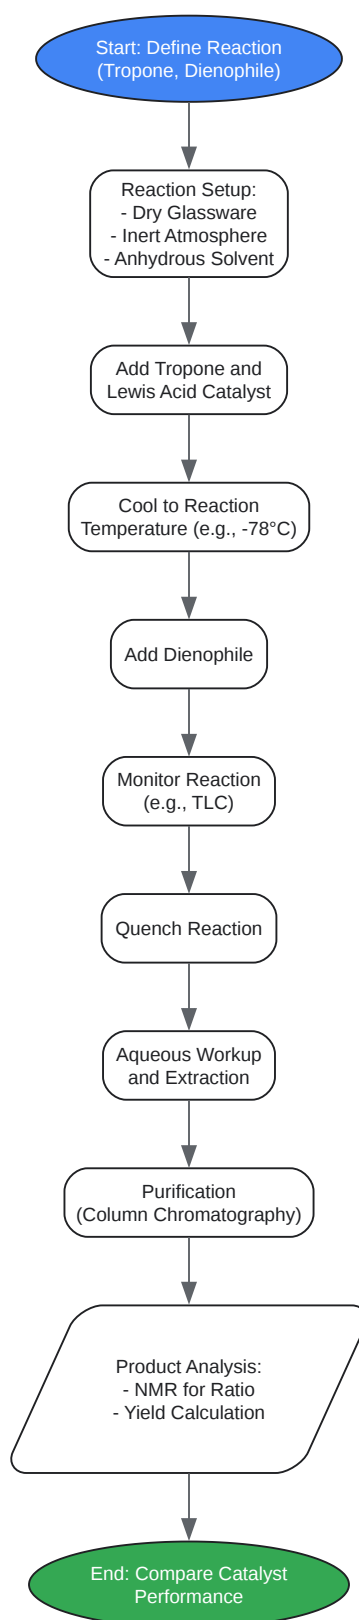 Start: Define Reaction
(Tropone, Dienophile)
Reaction Setup:
- Dry Glassware
- Inert Atmosphere
- Anhydrous Solvent
Add Tropone and
Lewis Acid Catalyst
Cool to Reaction
Temperature (e.g., -78°C)
Add Dienophile
Monitor Reaction
(e.g., TLC)
Quench Reaction
Aqueous Workup
and Extraction
Purification
(Column Chromatography)
Product Analysis:
- NMR for Ratio
- Yield Calculation
End: Compare Catalyst
Performance